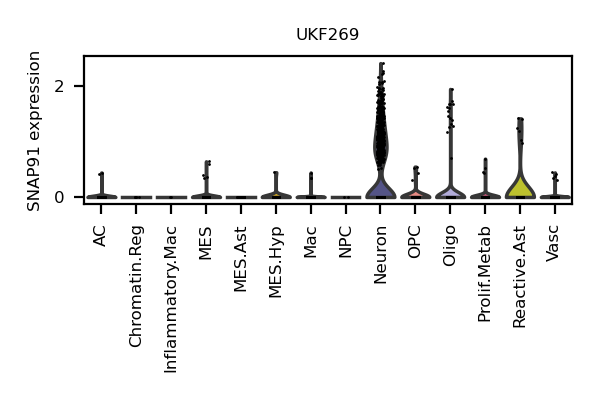 UKF269
SNAP91 expression
2
0
AC
Chromatin.Reg
Inflammatory.Mac
MES
MES.Ast
MES.Hyp
Mac
NPC
Neuron
OPC
Oligo
Prolif.Metab
Reactive.Ast
Vasc